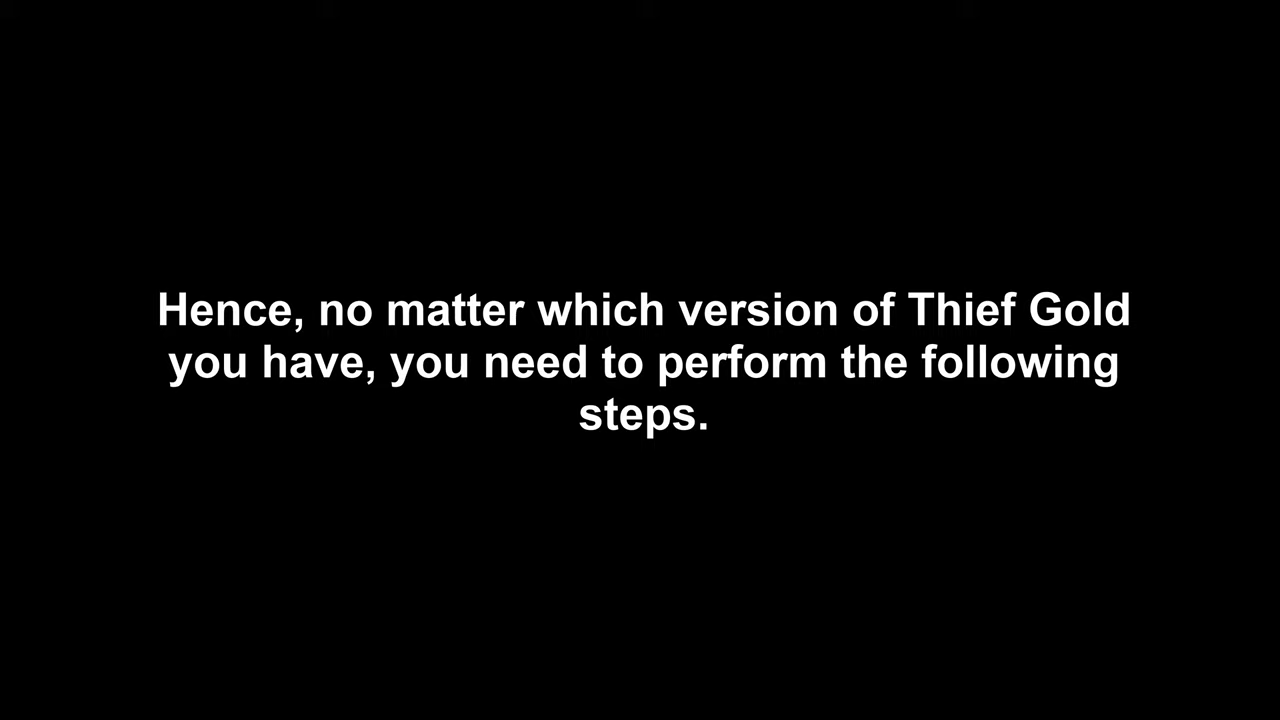 Hence, no matter which version of Thief Gold
you have, you need to perform the following
steps.